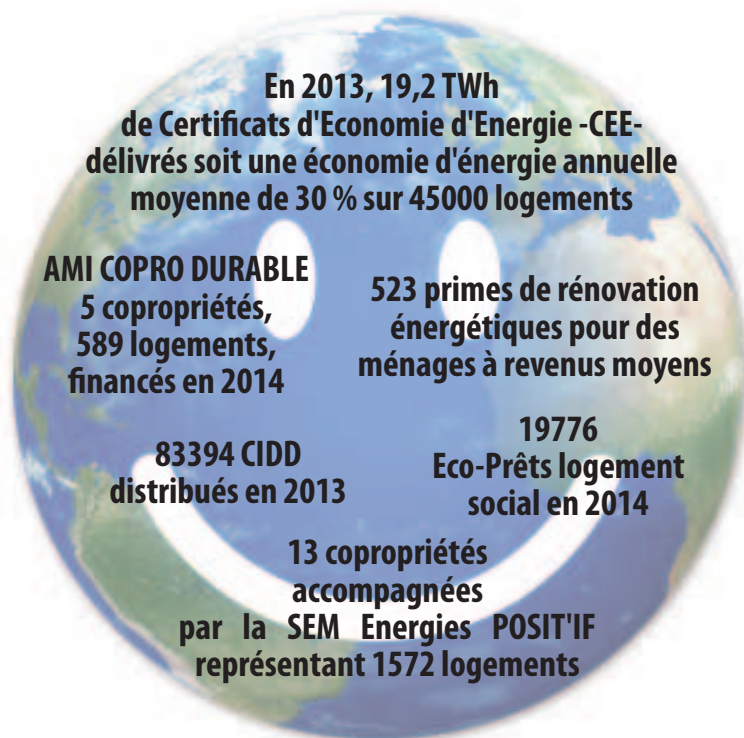 En 2013, 19,2 TWh
de Certificats d'Economie d'Energie -CEE-
délivrés soit une économie d'énergie annuelle
moyenne de 30 % sur 45000 logements
AMI COPRO DURABLE
5 copropriétés,
589 logements,
financés en 2014
523 primes de rénovation
énergétiques pour des
ménages à revenus moyens
83394 CIDD
distribués en 2013
19776
Eco-Prêts logement
social en 2014
13 copropriétés
accompagnées
par la SEM Energies POSIT'IF
représentant 1572 logements